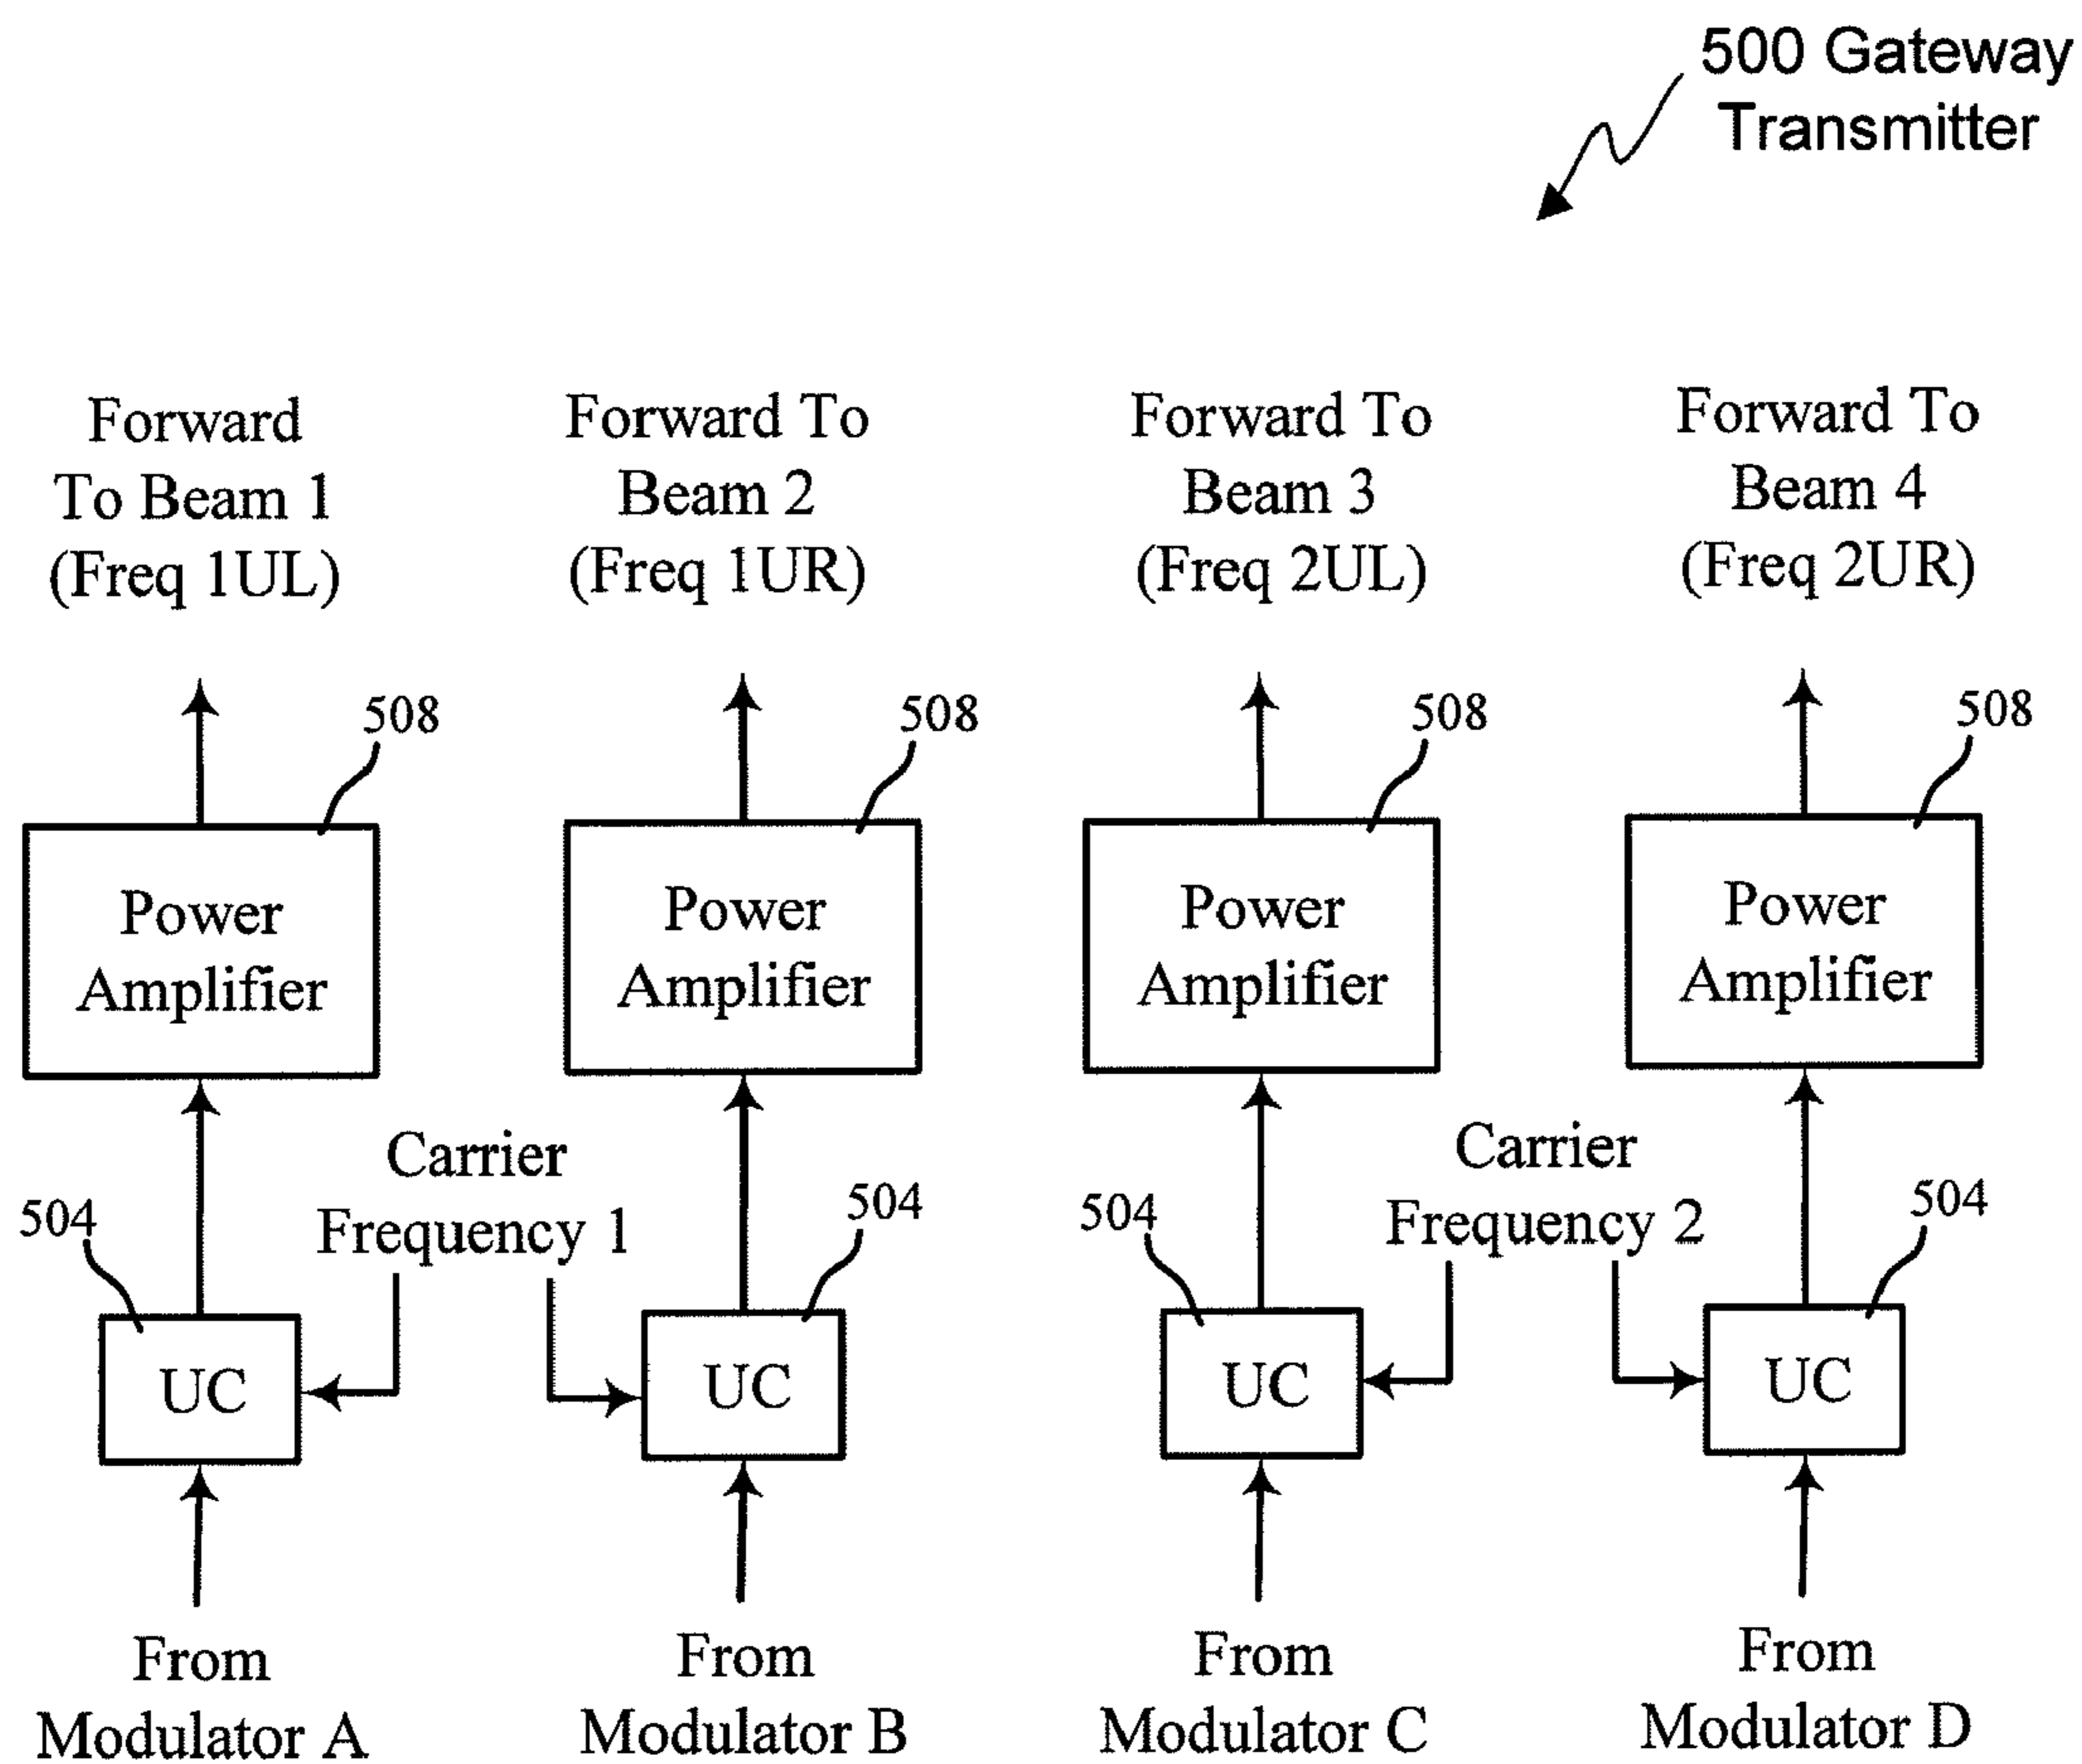 500 Gateway
Transmitter
Forward
To Beam 1
(Freq 1UL)
Forward To
Beam 2
(Freq 1UR)
Forward To
Beam 3
(Freq 2UL)
Forward To
Beam 4
(Freq 2UR)
508
508
508
508
Power
Amplifier
Power
Amplifier
Power
Amplifier
Power
Amplifier
Carrier
Frequency 1
Carrier
Frequency 2
504
504
504
504
UC
UC
UC
UC
From
Modulator A
From
Modulator B
From
Modulator C
From
Modulator D